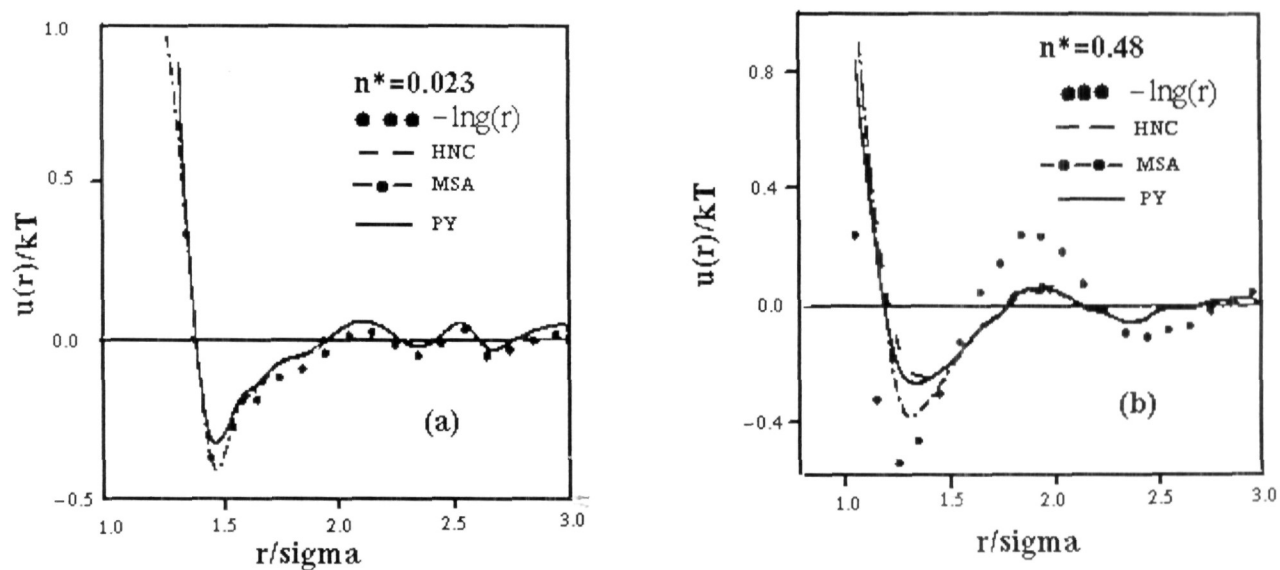 1.0
n*=0.023
−lng(r)
HNC
0.5
MSA
PY
u(r)/kT
0.0
(a)
−0.5
1.0 1.5 2.0 2.5 3.0
r/sigma
n*=0.48
0.8
−lng(r)
HNC
MSA
0.4
PY
u(r)/kT
0.0
(b)
−0.4
1.0 1.5 2.0 2.5 3.0
r/sigma